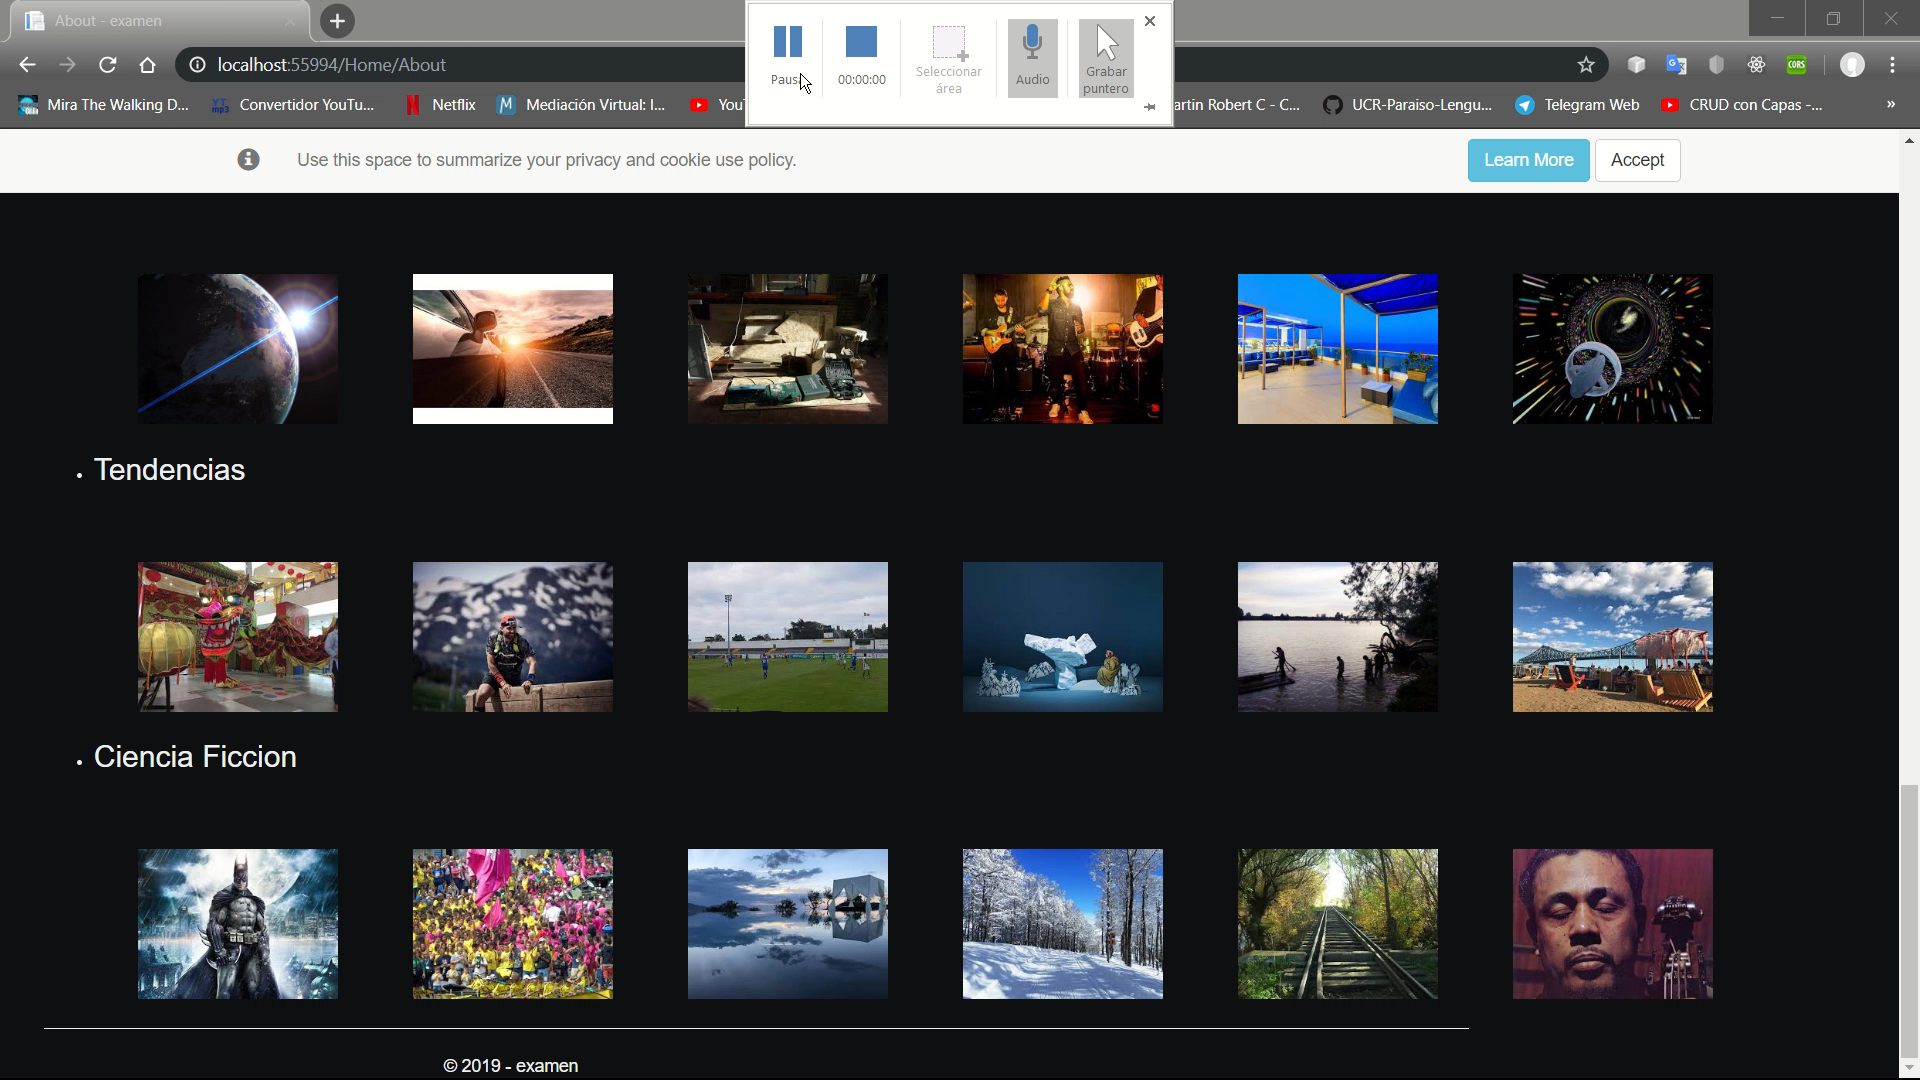 About - examen
localhost:55994/Home/About
Pausa
00:00:00
Seleccionar
área
Audio
Grabar
puntero
Mira The Walking D...
Convertidor YouTu...
Netflix
Mediación Virtual: I...
YouT
artin Robert C - C...
UCR-Paraiso-Lengu...
Telegram Web
CRUD con Capas -...
»
Use this space to summarize your privacy and cookie use policy.
Learn More
Accept
Tendencias
Ciencia Ficcion
© 2019 - examen